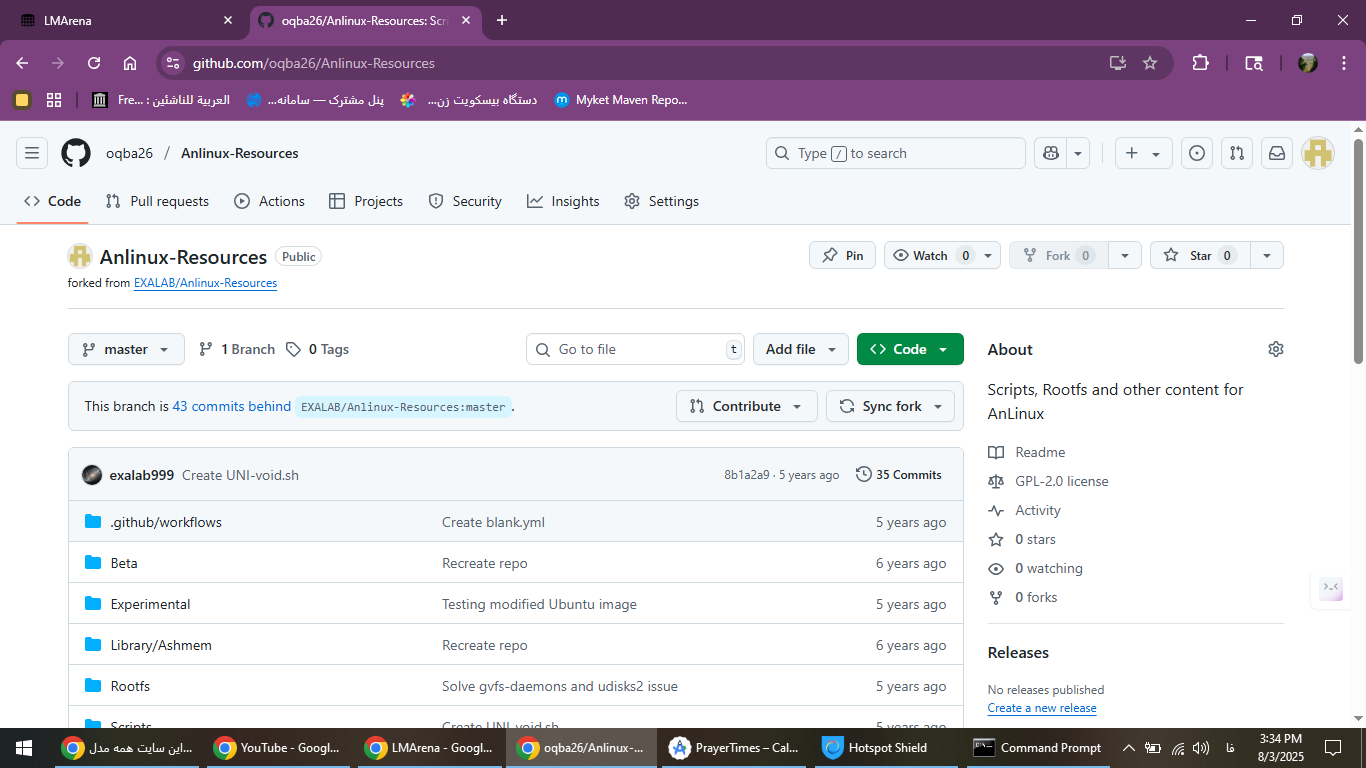 LMArena
oqba26/Anlinux-Resources: Scri
github.com/oqba26/Anlinux-Resources
Fre... : العربية للناشئين
پنل مشترک — سامانه...
دستگاه بیسکویت زن...
Myket Maven Repo...
oqba26 / Anlinux-Resources
Type / to search
Code Pull requests Actions Projects Security Insights Settings
Anlinux-Resources Public
Pin Watch 0 Fork 0 Star 0
forked from EXALAB/Anlinux-Resources
master 1 Branch 0 Tags Go to file t Add file Code
This branch is 43 commits behind EXALAB/Anlinux-Resources:master .
Contribute Sync fork
exalab999 Create UNI-void.sh 8b1a2a9 · 5 years ago 35 Commits
.github/workflows Create blank.yml 5 years ago
Beta Recreate repo 6 years ago
Experimental Testing modified Ubuntu image 5 years ago
Library/Ashmem Recreate repo 6 years ago
Rootfs Solve gvfs-daemons and udisks2 issue 5 years ago
Scripts Create UNI-void.sh 5 years ago
About
Scripts, Rootfs and other content for
AnLinux
Readme
GPL-2.0 license
Activity
0 stars
0 watching
0 forks
Releases
No releases published
Create a new release
این سایت همه مدل...
YouTube - Googl...
LMArena - Googl...
oqba26/Anlinux-...
PrayerTimes – Cal...
Hotspot Shield
Command Prompt
فا
3:34 PM
8/3/2025